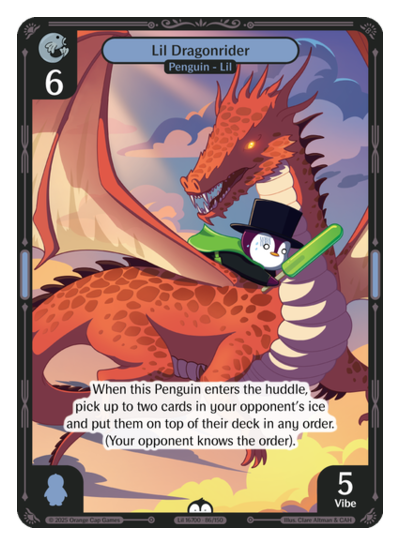 6
Lil Dragonrider
Penguin - Lil
When this Penguin enters the huddle,
pick up to two cards in your opponent's ice
and put them on top of their deck in any order.
(Your opponent knows the order).
5
Vibe
© 2025 Orange Cap Games